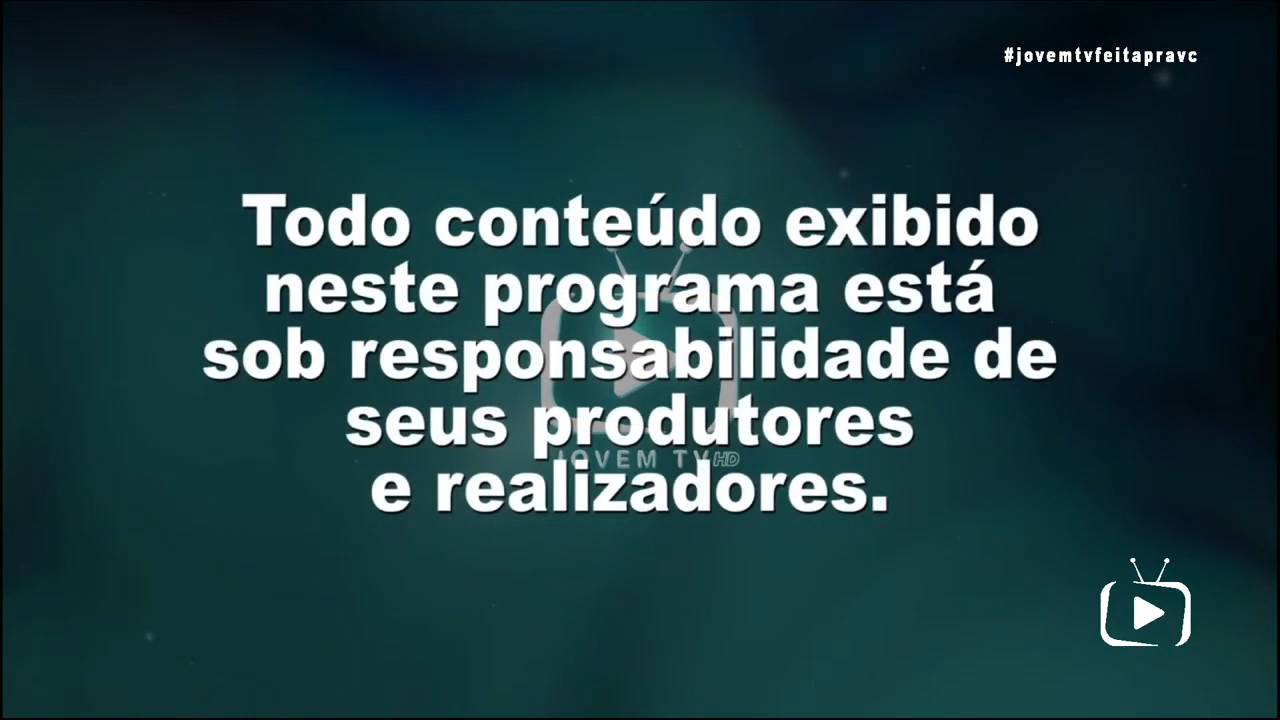 #jovemtvfeitapravc
Todo conteúdo exibido
neste programa está
sob responsabilidade de
seus produtores
JOVEM TV HD
e realizadores.